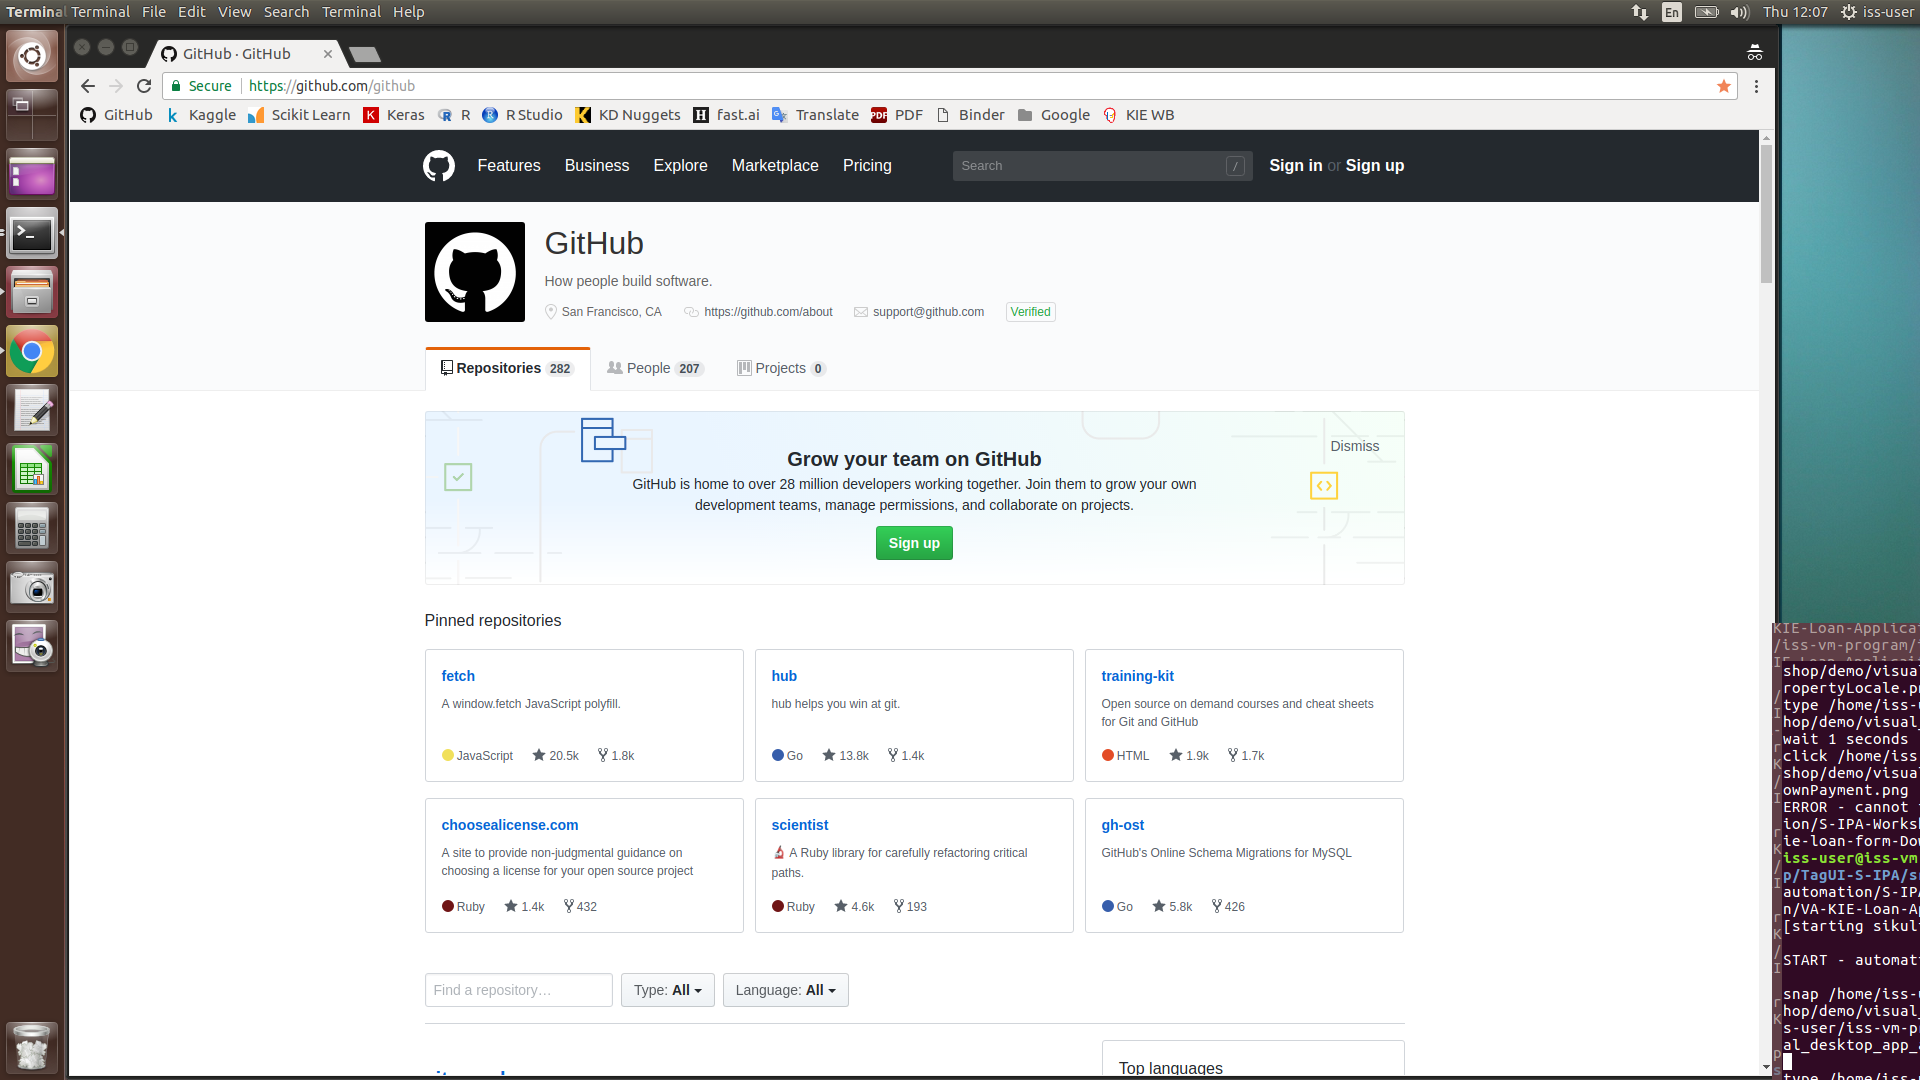 Terminal Terminal File Edit View Search Terminal Help
En Thu 12:07 iss-user
GitHub · GitHub
Secure https://github.com/github
GitHub Kaggle Scikit Learn Keras R R Studio KD Nuggets fast.ai Translate PDF Binder Google KIE WB
Features Business Explore Marketplace Pricing Search / Sign in or Sign up
GitHub
How people build software.
San Francisco, CA https://github.com/about support@github.com Verified
Repositories 282 People 207 Projects 0
Dismiss
Grow your team on GitHub
GitHub is home to over 28 million developers working together. Join them to grow your own
development teams, manage permissions, and collaborate on projects.
Sign up
Pinned repositories
fetch
A window.fetch JavaScript polyfill.
JavaScript 20.5k 1.8k
hub
hub helps you win at git.
Go 13.8k 1.4k
training-kit
Open source on demand courses and cheat sheets
for Git and GitHub
HTML 1.9k 1.7k
choosealicense.com
A site to provide non-judgmental guidance on
choosing a license for your open source project
Ruby 1.4k 432
scientist
A Ruby library for carefully refactoring critical
paths.
Ruby 4.6k 193
gh-ost
GitHub's Online Schema Migrations for MySQL
Go 5.8k 426
Find a repository… Type: All Language: All
Top languages
KIE-Loan-Applica
/iss-vm-program/
shop/demo/visua
ropertyLocale.p
type /home/iss-
hop/demo/visual
wait 1 seconds
click /home/iss
shop/demo/visua
ownPayment.png
ERROR - cannot
ion/S-IPA-Works
ie-loan-form-Do
iss-user@iss-vm
p/TagUI-S-IPA/s
automation/S-IP
n/VA-KIE-Loan-A
[starting sikul
START - automat
snap /home/iss-
hop/demo/visual
s-user/iss-vm-p
al_desktop_app_
type /home/iss-